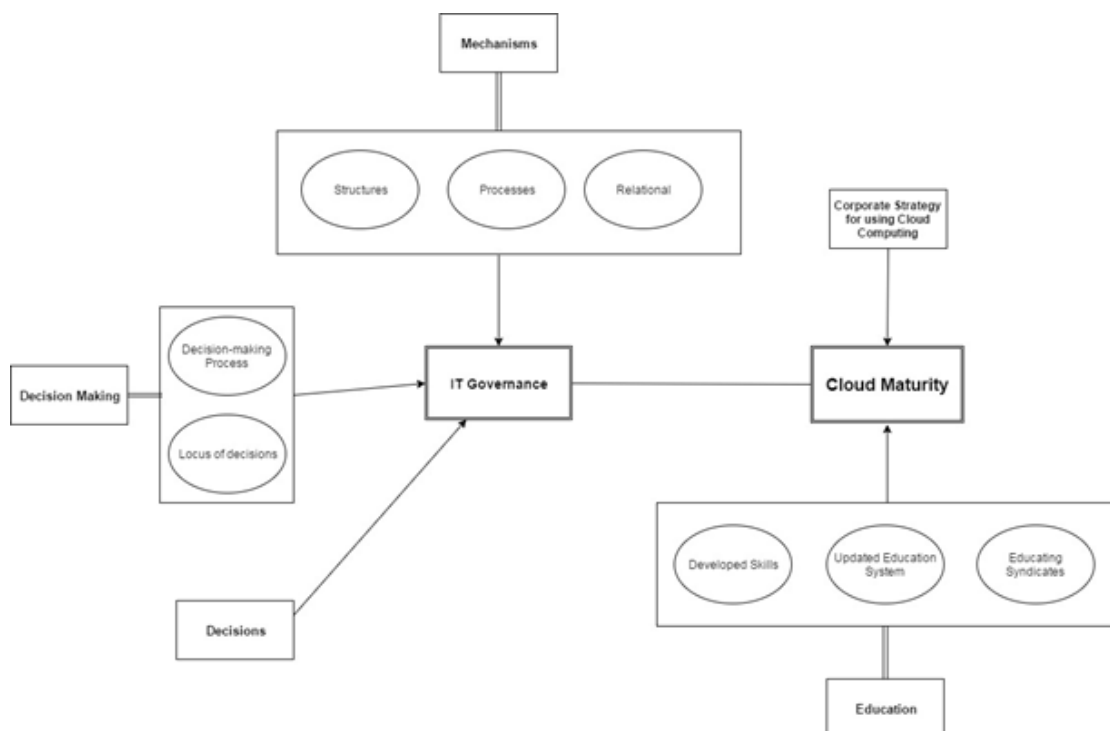 Mechanisms
Structures
Processes
Relational
Corporate Strategy
for using Cloud
Computing
Decision-making
Process
Decision Making
Locus of decisions
IT Governance
Cloud Maturity
Developed Skills
Updated Education
System
Educating
Syndicates
Decisions
Education